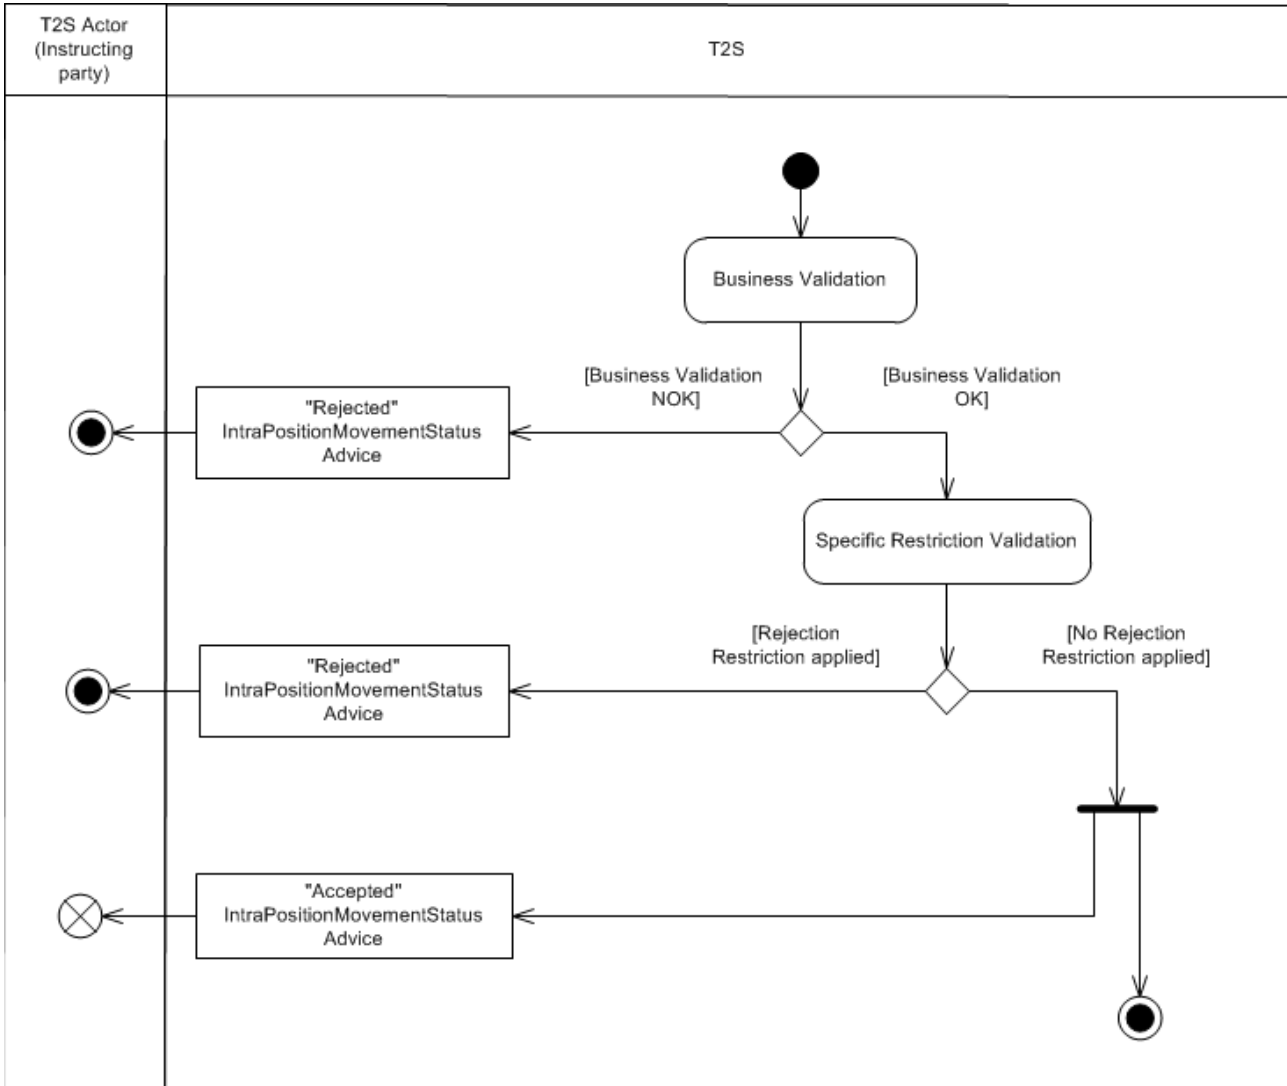 T2S Actor
(Instructing
party)
T2S
Business Validation
[Business Validation
NOK]
[Business Validation
OK]
"Rejected"
IntraPositionMovementStatus
Advice
Specific Restriction Validation
[Rejection
Restriction applied]
[No Rejection
Restriction applied]
"Rejected"
IntraPositionMovementStatus
Advice
"Accepted"
IntraPositionMovementStatus
Advice